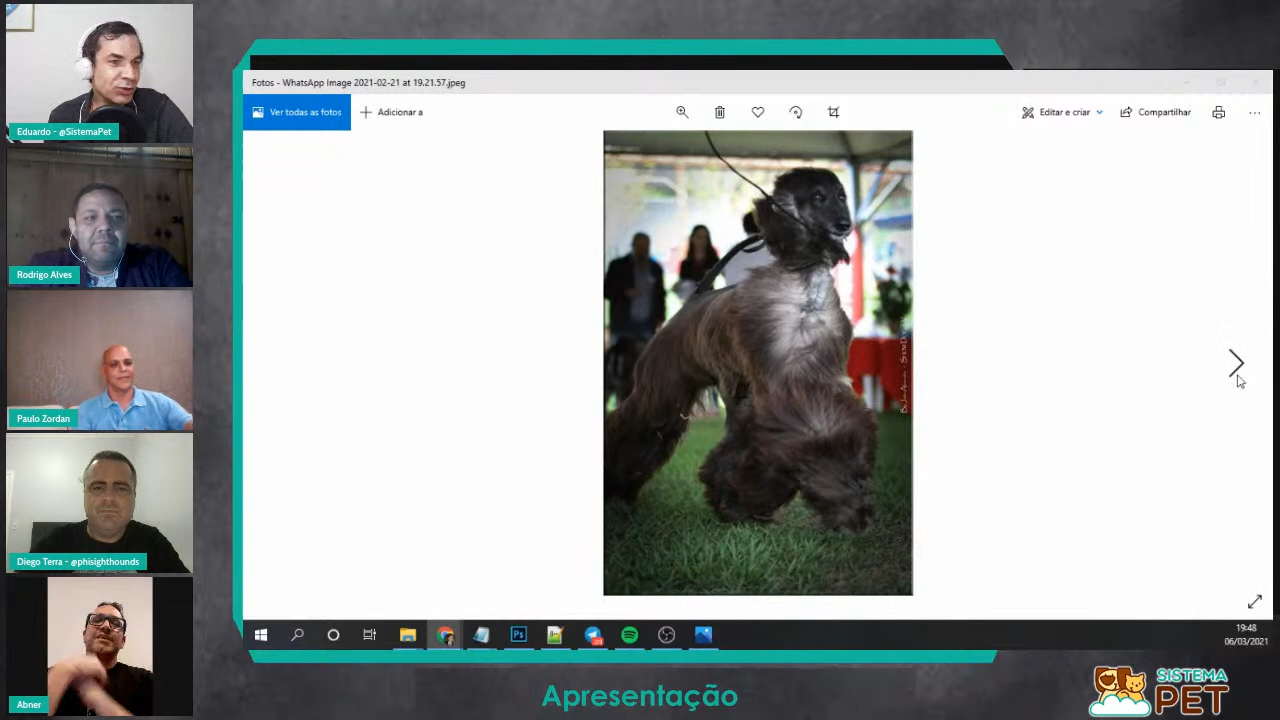 Eduardo - @SistemaPet
Rodrigo Alves
Paulo Zordan
Diego Terra - @phisighthounds
Abner
Fotos - WhatsApp Image 2021-02-21 at 19.21.57.jpeg
Ver todas as fotos
Adicionar a
Editar e criar
Compartilhar
Ps
19:48
06/03/2021
Apresentação
SISTEMA
PET